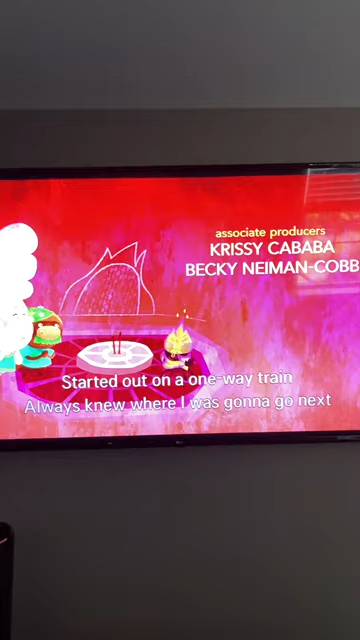 associate producers
KRISSY CABABA
BECKY NEIMAN-COBB
Started out on a one-way train
Always knew where I was gonna go next